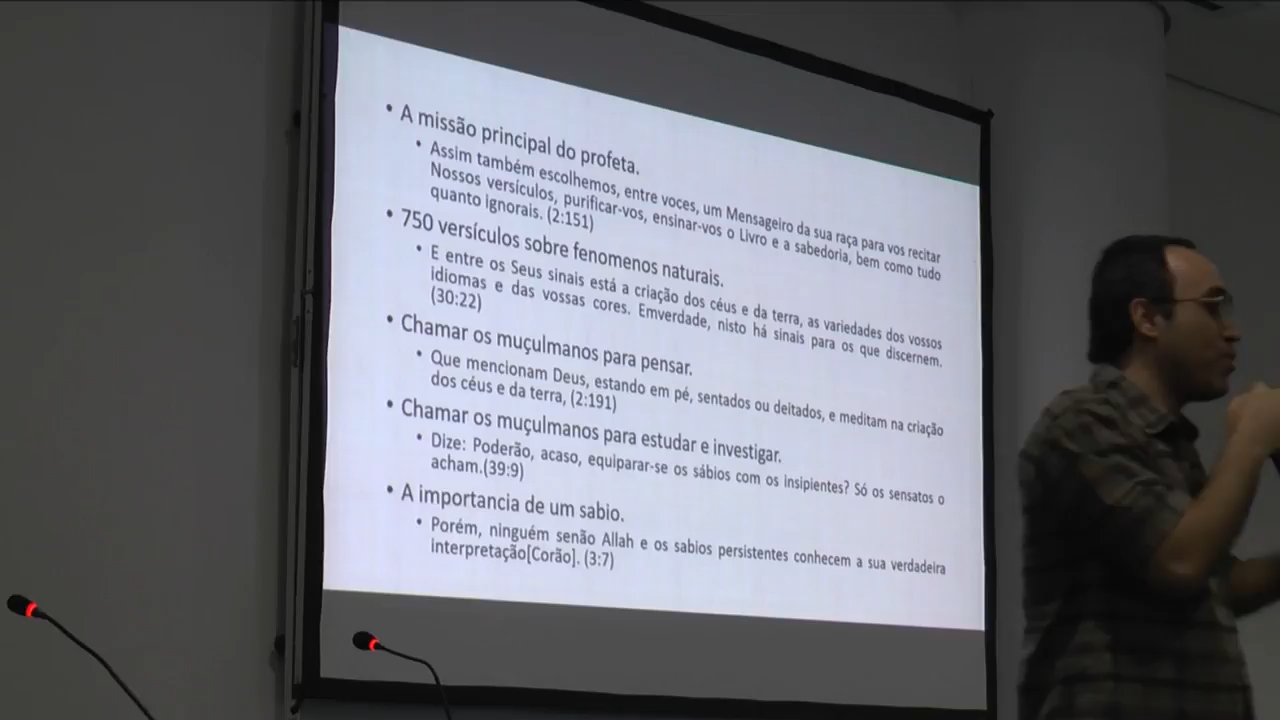 • A missão principal do profeta.
• Assim também escolhemos, entre voces, um Mensageiro da sua raça para vos recitar
Nossos versículos, purificar-vos, ensinar-vos o Livro e a sabedoria, bem como tudo
quanto ignorais. (2:151)
• 750 versículos sobre fenomenos naturais.
• E entre os Seus sinais está a criação dos céus e da terra, as variedades dos vossos
idiomas e das vossas cores. Emverdade, nisto há sinais para os que discernem.
(30:22)
• Chamar os muçulmanos para pensar.
• Que mencionam Deus, estando em pé, sentados ou deitados, e meditam na criação
dos céus e da terra, (2:191)
• Chamar os muçulmanos para estudar e investigar.
• Dize: Poderão, acaso, equiparar-se os sábios com os insipientes? Só os sensatos o
acham.(39:9)
• A importancia de um sabio.
• Porém, ninguém senão Allah e os sabios persistentes conhecem a sua verdadeira
interpretação[Corão]. (3:7)